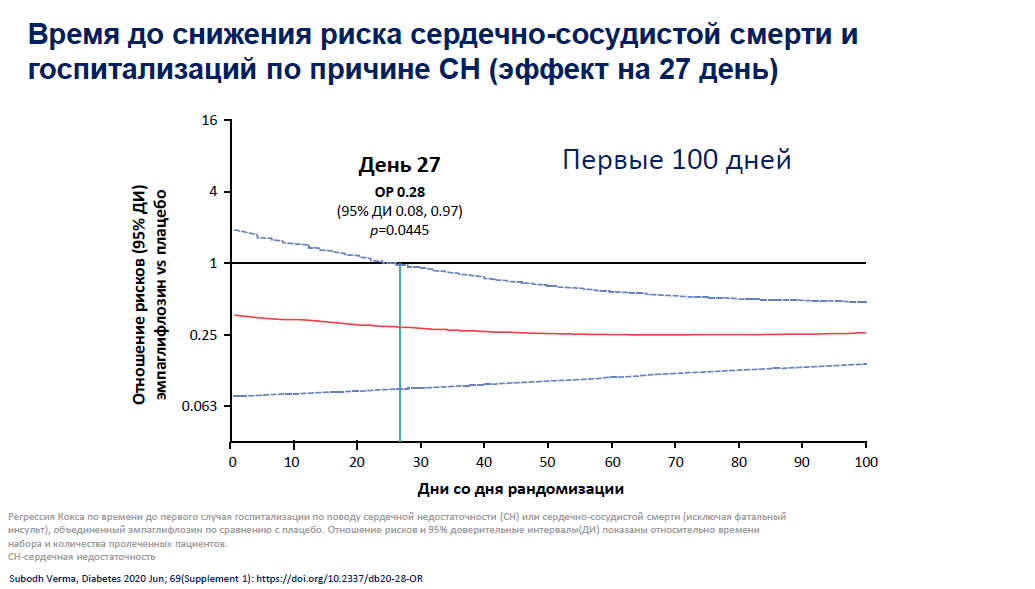 Время до снижения риска сердечно-сосудистой смерти и
госпитализаций по причине СН (эффект на 27 день)
16
4
1
0.25
0.063
Отношение рисков (95% ДИ)
эмпаглифлозин vs плацебо
День 27
ОР 0.28
(95% ДИ 0.08, 0.97)
p=0.0445
Первые 100 дней
0 10 20 30 40 50 60 70 80 90 100
Дни со дня рандомизации
Регрессия Кокса по времени до первого случая госпитализации по поводу сердечной недостаточности (СН) или сердечно-сосудистой смерти (исключая фатальный
инсульт), объединенный эмпаглифлозин по сравнению с плацебо. Отношение рисков и 95% доверительные интервалы(ДИ) показаны относительно времени
набора и количества пролеченных пациентов.
СН-сердечная недостаточность
Subodh Verma, Diabetes 2020 Jun; 69(Supplement 1): https://doi.org/10.2337/db20-28-OR